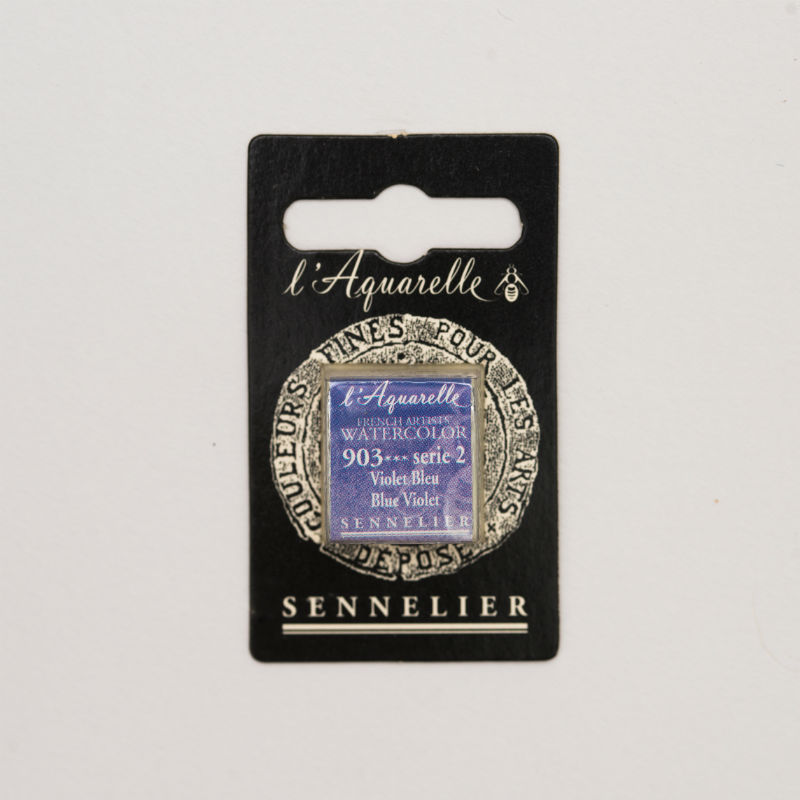 l'Aquarelle
COULEURS FINES POUR LES ARTS
DÉPOSÉ
l'Aquarelle
FRENCH ARTISTS'
WATERCOLOR
903*** serie 2
Violet Bleu
Blue Violet
SENNELIER
SENNELIER